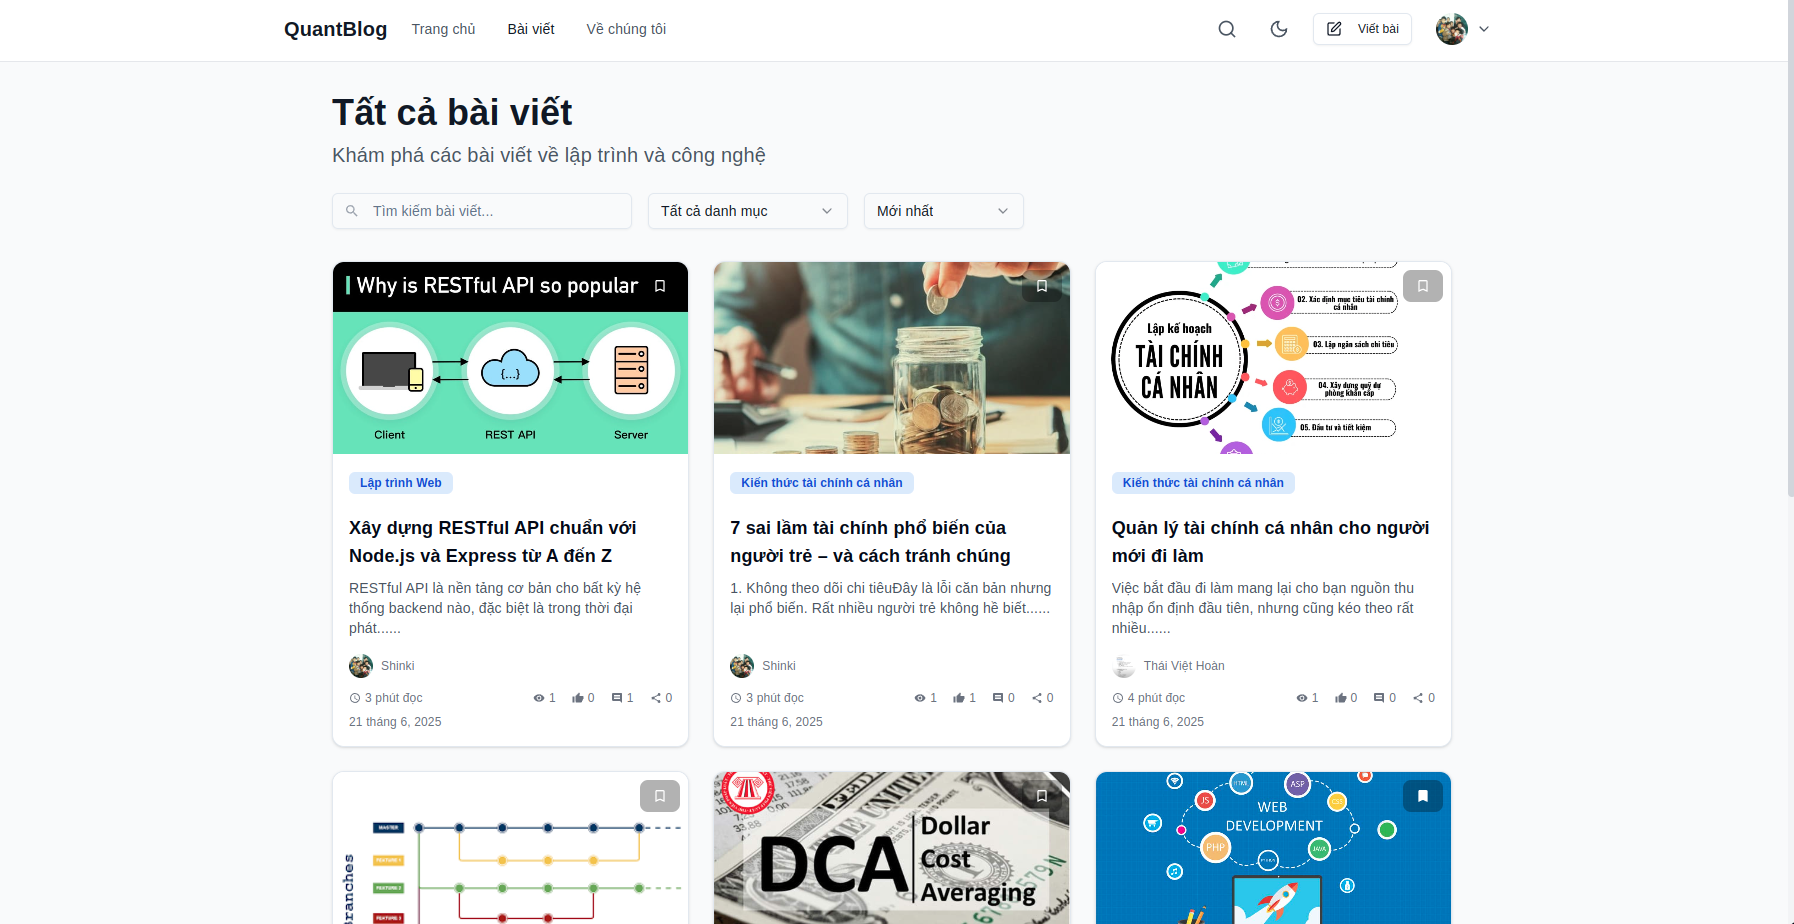 QuantBlog
Trang chủ
Bài viết
Về chúng tôi
Viết bài
Tất cả bài viết
Khám phá các bài viết về lập trình và công nghệ
Tìm kiếm bài viết...
Tất cả danh mục
Mới nhất
Why is RESTful API so popular
{...}
Client
REST API
Server
Lập trình Web
Xây dựng RESTful API chuẩn với
Node.js và Express từ A đến Z
RESTful API là nền tảng cơ bản cho bất kỳ hệ
thống backend nào, đặc biệt là trong thời đại
phát......
Shinki
3 phút đọc
1
0
1
0
21 tháng 6, 2025
Kiến thức tài chính cá nhân
7 sai lầm tài chính phổ biến của
người trẻ – và cách tránh chúng
1. Không theo dõi chi tiêuĐây là lỗi căn bản nhưng
lại phổ biến. Rất nhiều người trẻ không hề biết......
Shinki
3 phút đọc
1
1
0
0
21 tháng 6, 2025
Lập kế hoạch
TÀI CHÍNH
CÁ NHÂN
02. Xác định mục tiêu tài chính
cá nhân
03. Lập ngân sách chi tiêu
04. Xây dựng quỹ dự
phòng khẩn cấp
05. Đầu tư và tiết kiệm
Kiến thức tài chính cá nhân
Quản lý tài chính cá nhân cho người
mới đi làm
Việc bắt đầu đi làm mang lại cho bạn nguồn thu
nhập ổn định đầu tiên, nhưng cũng kéo theo rất
nhiều......
Thái Việt Hoàn
4 phút đọc
1
0
0
0
21 tháng 6, 2025
MASTER
FEATURE 1
FEATURE 2
FEATURE 3
Branches
DCA
Dollar
Cost
Averaging
WEB
DEVELOPMENT
HTML
ASP
JS
CSS
PHP
JAVA